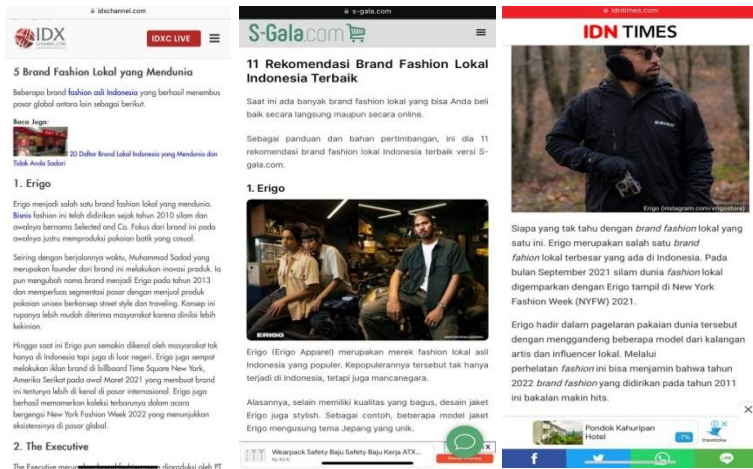 idxchannel.com
IDX
CHANNEL.COM
IDXC LIVE
5 Brand Fashion Lokal yang Mendunia
Beberapa brand fashion asli Indonesia yang berhasil menembus
pasar global antara lain sebagai berikut.
Baca Juga:
20 Daftar Brand Lokal Indonesia yang Mendunia dan
Tidak Anda Sadari
1. Erigo
Erigo menjadi salah satu brand fashion lokal yang mendunia.
Bisnis fashion ini telah didirikan sejak tahun 2010 silam dan
awalnya bernama Selected and Co. Fokus dari brand ini pada
awalnya justru memproduksi pakaian batik yang casual.
Seiring dengan berjalannya waktu, Muhammad Sadad yang
merupakan founder dari brand ini melakukan inovasi produk. Ia
pun mengubah nama brand menjadi Erigo pada tahun 2013
dan memperluas segmentasi pasar dengan menjual produk
pakaian unisex berkonsep street style dan traveling. Konsep ini
rupanya lebih mudah diterima masyarakat karena dinilai lebih
kekinian.
Hingga saat ini Erigo pun semakin dikenal oleh masyarakat tak
hanya di Indonesia tapi juga di luar negeri. Erigo juga sempat
melakukan iklan brand di billboard Time Square New York,
Amerika Serikat pada awal Maret 2021 yang membuat brand
ini tentunya lebih di kenal di pasar internasional. Erigo juga
berhasil memamerkan koleksi terbarunya dalam acara
bergengsi New York Fashion Week 2022 yang menunjukkan
eksistensinya di pasar global.
2. The Executive
The Executive
diproduksi oleh PT
s-gala.com
S-Gala.com
11 Rekomendasi Brand Fashion Lokal
Indonesia Terbaik
Saat ini ada banyak brand fashion lokal yang bisa Anda beli
baik secara langsung maupun secara online.
Sebagai panduan dan bahan pertimbangan, ini dia 11
rekomendasi brand fashion lokal Indonesia terbaik versi S-
gala.com.
1. Erigo
ERIGO
Erigo (Erigo Apparel) merupakan merek fashion lokal asli
Indonesia yang populer. Kepopulerannya tersebut tak hanya
terjadi di Indonesia, tetapi juga mancanegara.
Alasannya, selain memiliki kualitas yang bagus, desain jaket
Erigo juga stylish. Sebagai contoh, beberapa model jaket
Erigo mengusung tema Jepang yang unik.
Wearpack Safety Baju Safety Baju Kerja ATX...
idntimes.com
IDN TIMES
ERIGO
Erigo (instagram.com/erigostore)
Siapa yang tak tahu dengan brand fashion lokal yang
satu ini. Erigo merupakan salah satu brand
fahion lokal terbesar yang ada di Indonesia. Pada
bulan September 2021 silam dunia fashion lokal
digemparkan dengan Erigo tampil di New York
Fashion Week (NYFW) 2021.
Erigo hadir dalam pagelaran pakaian dunia tersebut
dengan menggandeng beberapa model dari kalangan
artis dan influencer lokal. Melalui
perhelatan fashion ini bisa menjamin bahwa tahun
2022 brand fashion yang didirikan pada tahun 2011
ini bakalan makin hits.
Pondok Kahuripan
Hotel
-7%
traveloka